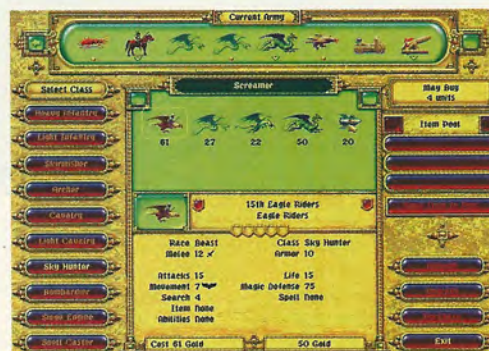 Current Army
Select Class
Heavy Infantry
Light Infantry
Skirmisher
Archer
Cavalry
Light Cavalry
Sky Hunter
Bombardier
Siege Engine
Spell Caster
Screamer
61 27 22 50 20
15th Eagle Riders
Eagle Riders
Race Beast Class Sky Hunter
Melee 12 Armor 10
Attacks 15 Life 15
Movement 7 Magic Defense 75
Search 4 Spell None
Item None
Abilities None
Cost 61 Gold 50 Gold
May Buy
4 units
Item Pool
Exit